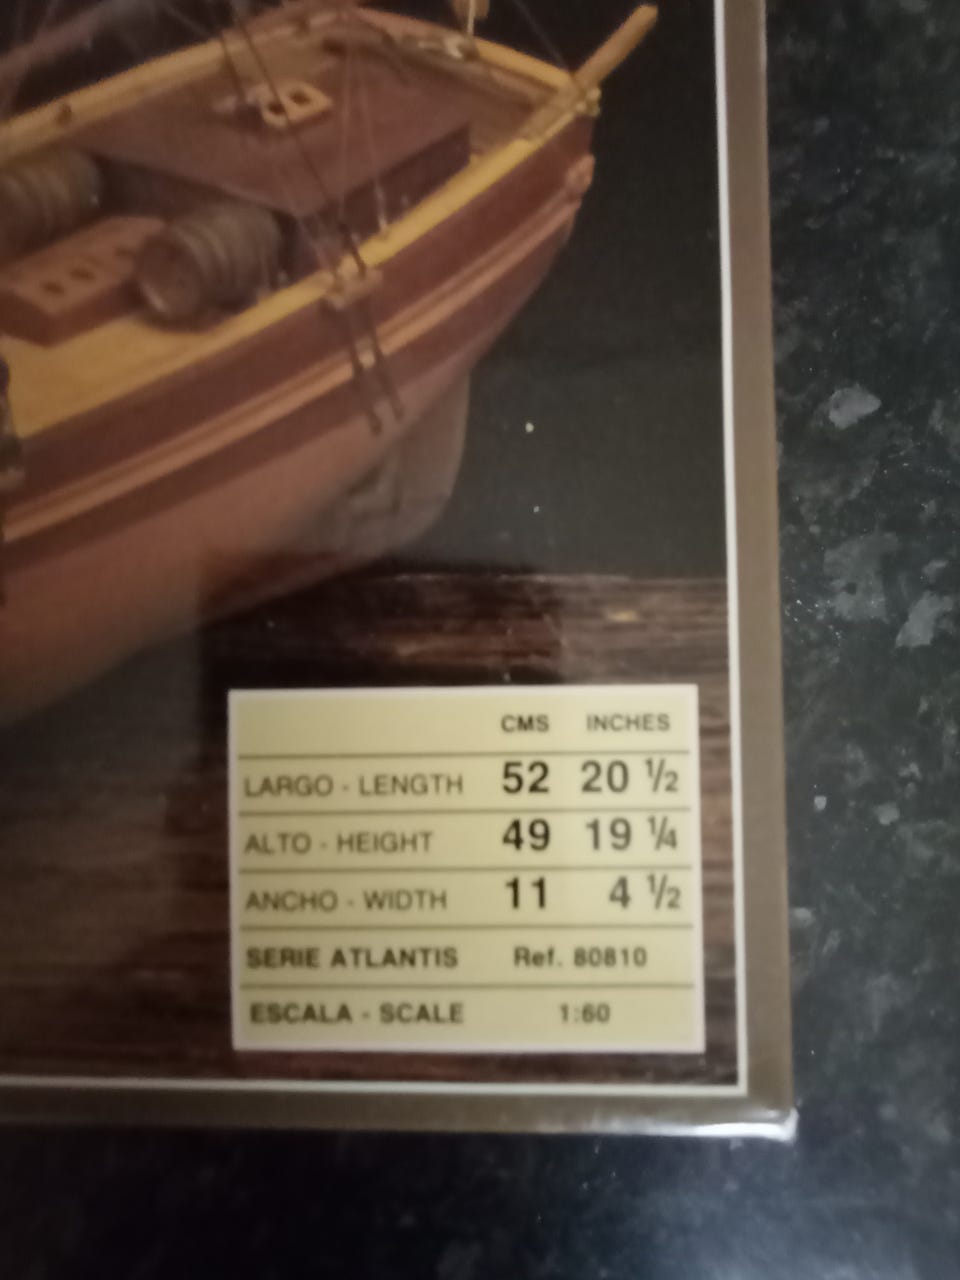 CMS INCHES
LARGO - LENGTH 52 20 ½
ALTO - HEIGHT 49 19 ¼
ANCHO - WIDTH 11 4 ½
SERIE ATLANTIS Ref. 80810
ESCALA - SCALE 1:60